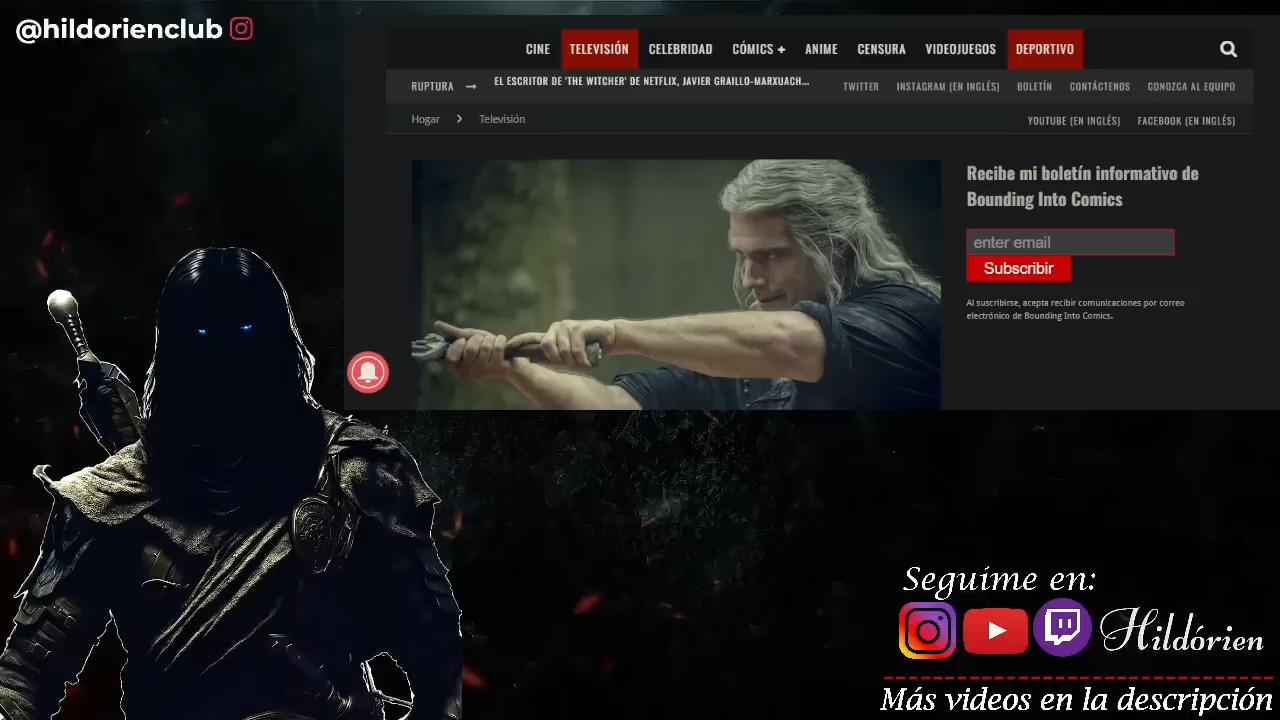 @hildorienclub
CINE TELEVISIÓN CELEBRIDAD CÓMICS + ANIME CENSURA VIDEOJUEGOS DEPORTIVO
RUPTURA → EL ESCRITOR DE 'THE WITCHER' DE NETFLIX, JAVIER GRAILLO-MARXUACH... TWITTER INSTAGRAM (EN INGLÉS) BOLETÍN CONTÁCTENOS CONOZCA AL EQUIPO
Hogar > Televisión YOUTUBE (EN INGLÉS) FACEBOOK (EN INGLÉS)
Recibe mi boletín informativo de
Bounding Into Comics
enter email
Subscribir
Al suscribirse, acepta recibir comunicaciones por correo
electrónico de Bounding Into Comics.
Seguime en:
Hildórien
Más videos en la descripción